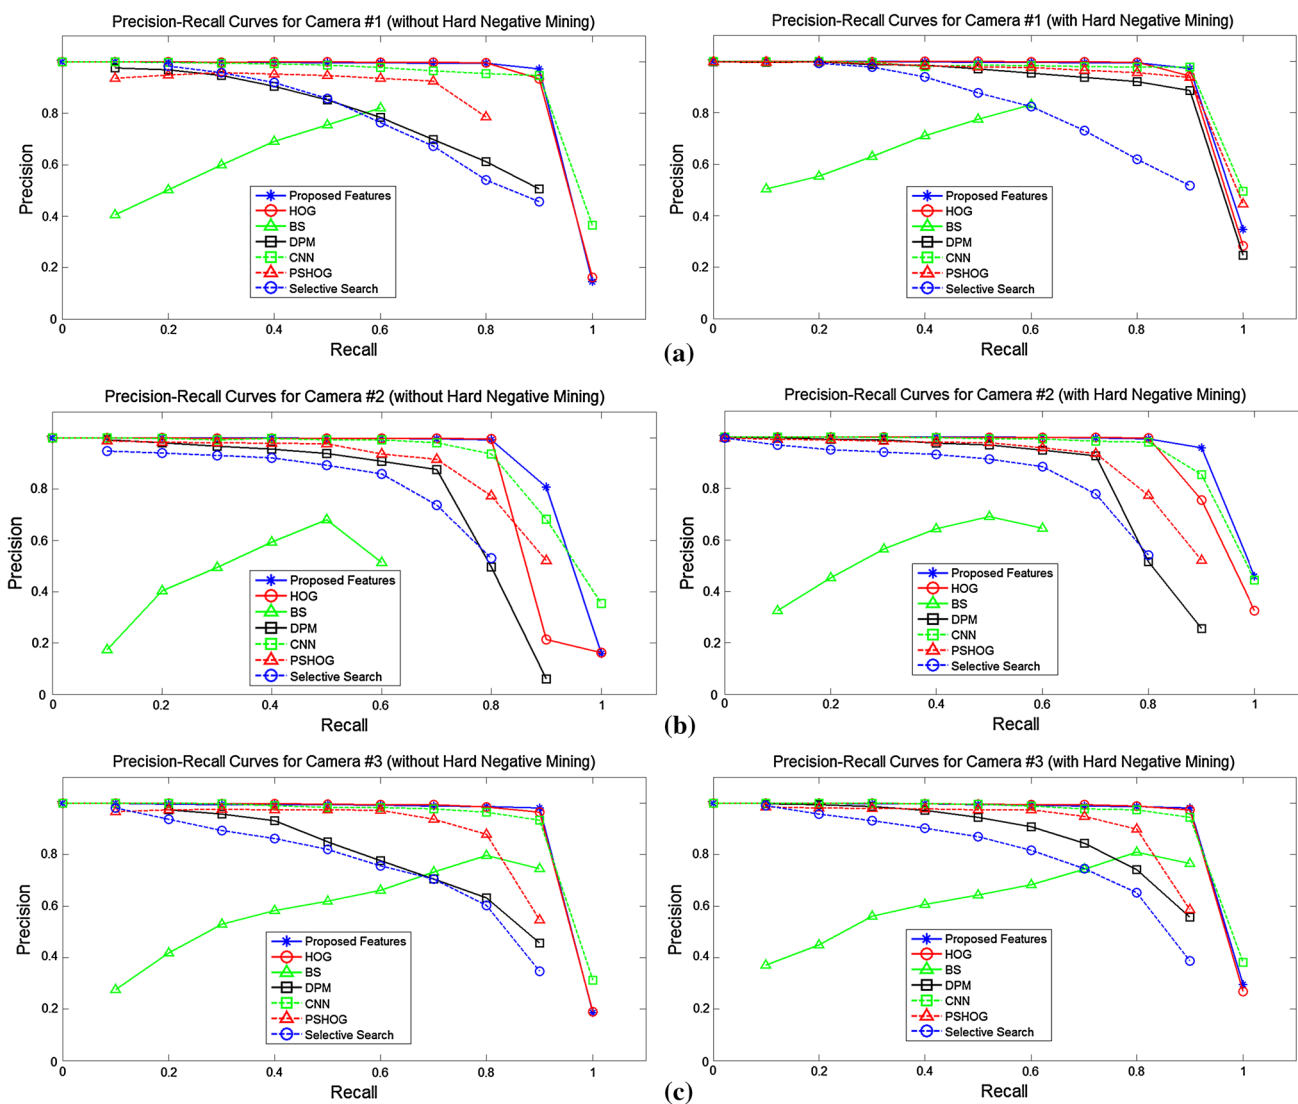 Precision-Recall Curves for Camera #1 (without Hard Negative Mining)
Precision
0.8
0.6
0.4
0.2
0
0
0.2
0.4
0.6
0.8
1
Recall
Proposed Features
HOG
BS
DPM
CNN
PSHOG
Selective Search
Precision-Recall Curves for Camera #1 (with Hard Negative Mining)
Precision
0.8
0.6
0.4
0.2
0
0
0.2
0.4
0.6
0.8
1
Recall
Proposed Features
HOG
BS
DPM
CNN
PSHOG
Selective Search
(a)
Precision-Recall Curves for Camera #2 (without Hard Negative Mining)
Precision
0.8
0.6
0.4
0.2
0
0
0.2
0.4
0.6
0.8
1
Recall
Proposed Features
HOG
BS
DPM
CNN
PSHOG
Selective Search
Precision-Recall Curves for Camera #2 (with Hard Negative Mining)
Precision
0.8
0.6
0.4
0.2
0
0
0.2
0.4
0.6
0.8
1
Recall
Proposed Features
HOG
BS
DPM
CNN
PSHOG
Selective Search
(b)
Precision-Recall Curves for Camera #3 (without Hard Negative Mining)
Precision
0.8
0.6
0.4
0.2
0
0
0.2
0.4
0.6
0.8
1
Recall
Proposed Features
HOG
BS
DPM
CNN
PSHOG
Selective Search
Precision-Recall Curves for Camera #3 (with Hard Negative Mining)
Precision
0.8
0.6
0.4
0.2
0
0
0.2
0.4
0.6
0.8
1
Recall
Proposed Features
HOG
BS
DPM
CNN
PSHOG
Selective Search
(c)